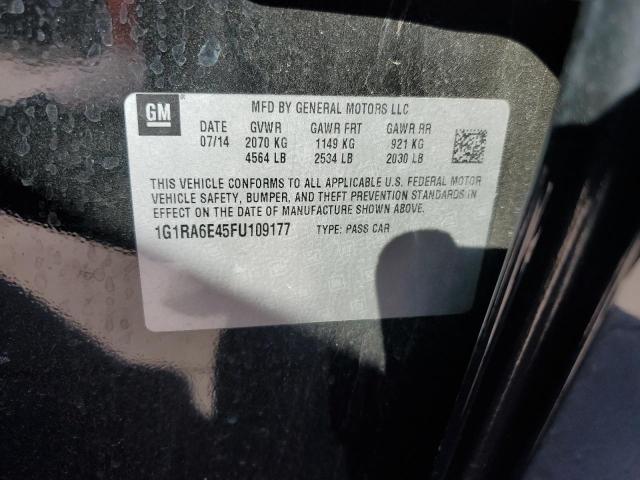 GM
MFD BY GENERAL MOTORS LLC
DATE GVWR GAWR FRT GAWR RR
07/14 2070 KG 1149 KG 921 KG
4564 LB 2534 LB 2030 LB
THIS VEHICLE CONFORMS TO ALL APPLICABLE U.S. FEDERAL MOTOR
VEHICLE SAFETY, BUMPER, AND THEFT PREVENTION STANDARDS
IN EFFECT ON THE DATE OF MANUFACTURE SHOWN ABOVE.
1G1RA6E45FU109177 TYPE: PASS CAR